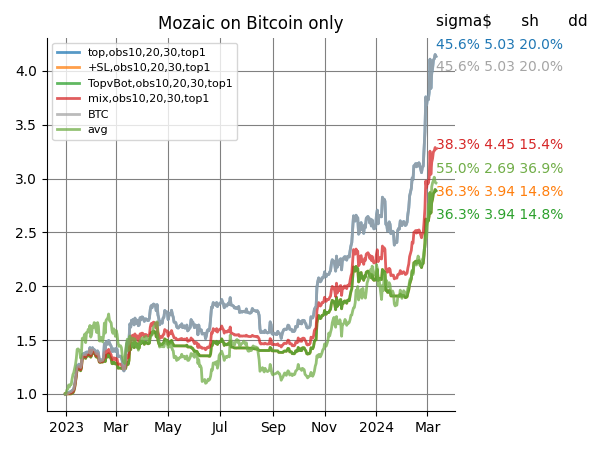 Mozaic on Bitcoin only
sigma$ sh dd
45.6% 5.03 20.0%
45.6% 5.03 20.0%
38.3% 4.45 15.4%
55.0% 2.69 36.9%
36.3% 3.94 14.8%
36.3% 3.94 14.8%
top,obs10,20,30,top1
+SL,obs10,20,30,top1
TopvBot,obs10,20,30,top1
mix,obs10,20,30,top1
BTC
avg
4.0
3.5
3.0
2.5
2.0
1.5
1.0
2023 Mar May Jul Sep Nov 2024 Mar